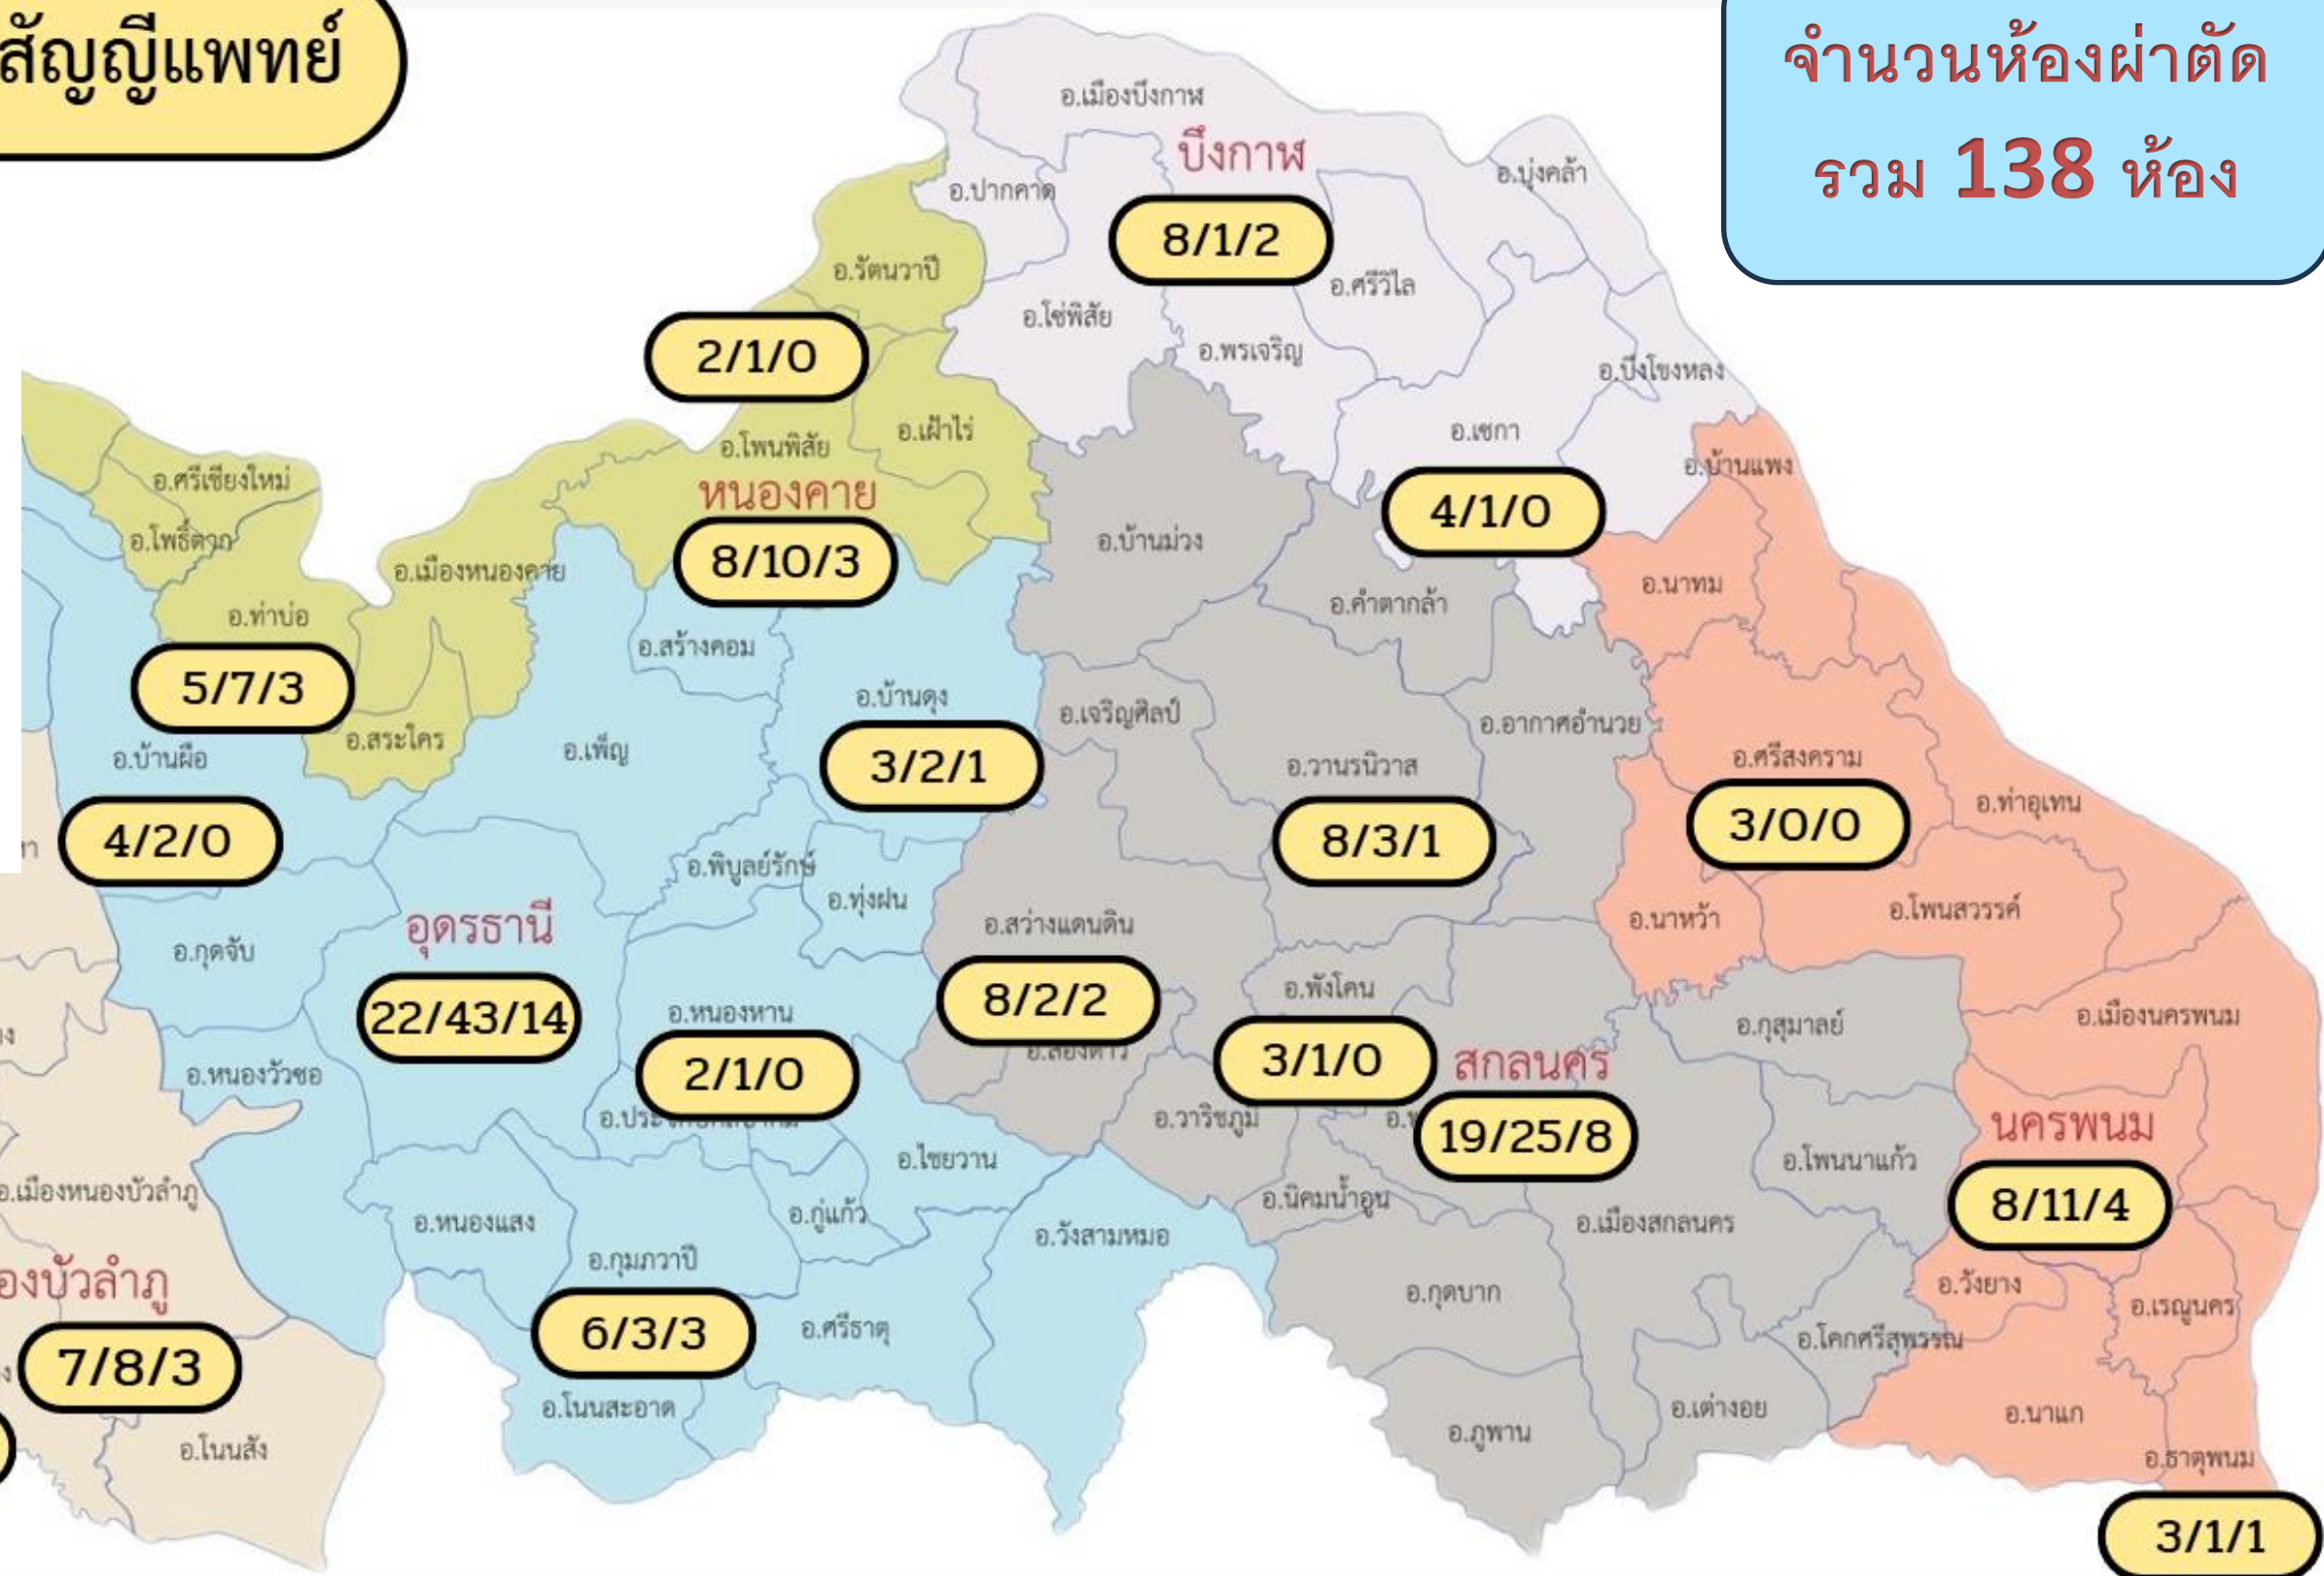 สัญญีแพทย์
จำนวนห้องผ่าตัด
รวม 138 ห้อง
อ.เมืองบึงกาฬ
บึงกาฬ
อ.บุ่งคล้า
อ.ปากคาด
8/1/2
อ.รัตนวาปี
อ.ศรีวิไล
อ.โซ่พิสัย
2/1/0
อ.พรเจริญ
อ.บึงโขงหลง
อ.เซกา
อ.เฝ้าไร่
อ.โพนพิสัย
อ.บ้านแพง
อ.ศรีเชียงใหม่
หนองคาย
4/1/0
อ.โพธิ์ตาก
อ.บ้านม่วง
8/10/3
อ.เมืองหนองคาย
อ.นาทม
อ.คำตากล้า
อ.ท่าบ่อ
อ.สร้างคอม
5/7/3
อ.บ้านดุง
อ.เจริญศิลป์
อ.อากาศอำนวย
อ.สระใคร
อ.เพ็ญ
อ.บ้านผือ
3/2/1
อ.วานรนิวาส
อ.ศรีสงคราม
อ.ท่าอุเทน
4/2/0
8/3/1
3/0/0
อ.พิบูลย์รักษ์
อ.ทุ่งฝน
อุดรธานี
อ.สว่างแดนดิน
อ.นาหว้า
อ.โพนสวรรค์
อ.กุดจับ
อ.พังโคน
8/2/2
22/43/14
อ.หนองหาน
อ.กุสุมาลย์
อ.เมืองนครพนม
อ.หนองวัวซอ
2/1/0
3/1/0
สกลนคร
อ.วาริชภูมิ
19/25/8
นครพนม
อ.ไชยวาน
อ.โพนนาแก้ว
อ.เมืองหนองบัวลำภู
อ.นิคมน้ำอูน
8/11/4
อ.หนองแสง
อ.กู่แก้ว
อ.วังสามหมอ
อ.เมืองสกลนคร
อ.กุมภวาปี
องบัวลำภู
อ.กุดบาก
อ.วังยาง
อ.เรณูนคร
6/3/3
อ.ศรีธาตุ
อ.โคกศรีสุพรรณ
7/8/3
อ.โนนสะอาด
อ.เต่างอย
อ.นาแก
อ.โนนสัง
อ.ภูพาน
อ.ธาตุพนม
3/1/1